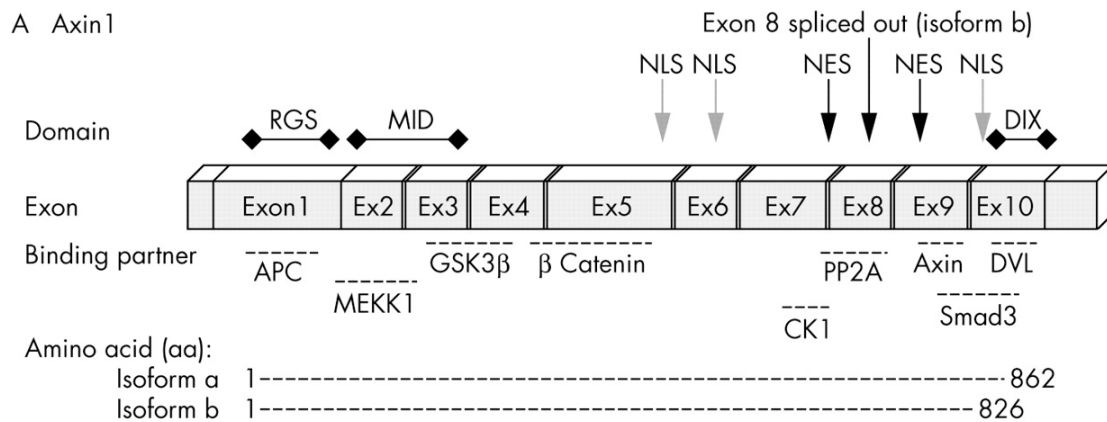 A Axin1
Exon 8 spliced out (isoform b)
NLS NLS NES NES NLS
Domain RGS MID DIX
Exon Exon1 Ex2 Ex3 Ex4 Ex5 Ex6 Ex7 Ex8 Ex9 Ex10
Binding partner APC GSK3β β Catenin PP2A Axin DVL
MEKK1 CK1 Smad3
Amino acid (aa):
Isoform a 1 862
Isoform b 1 826